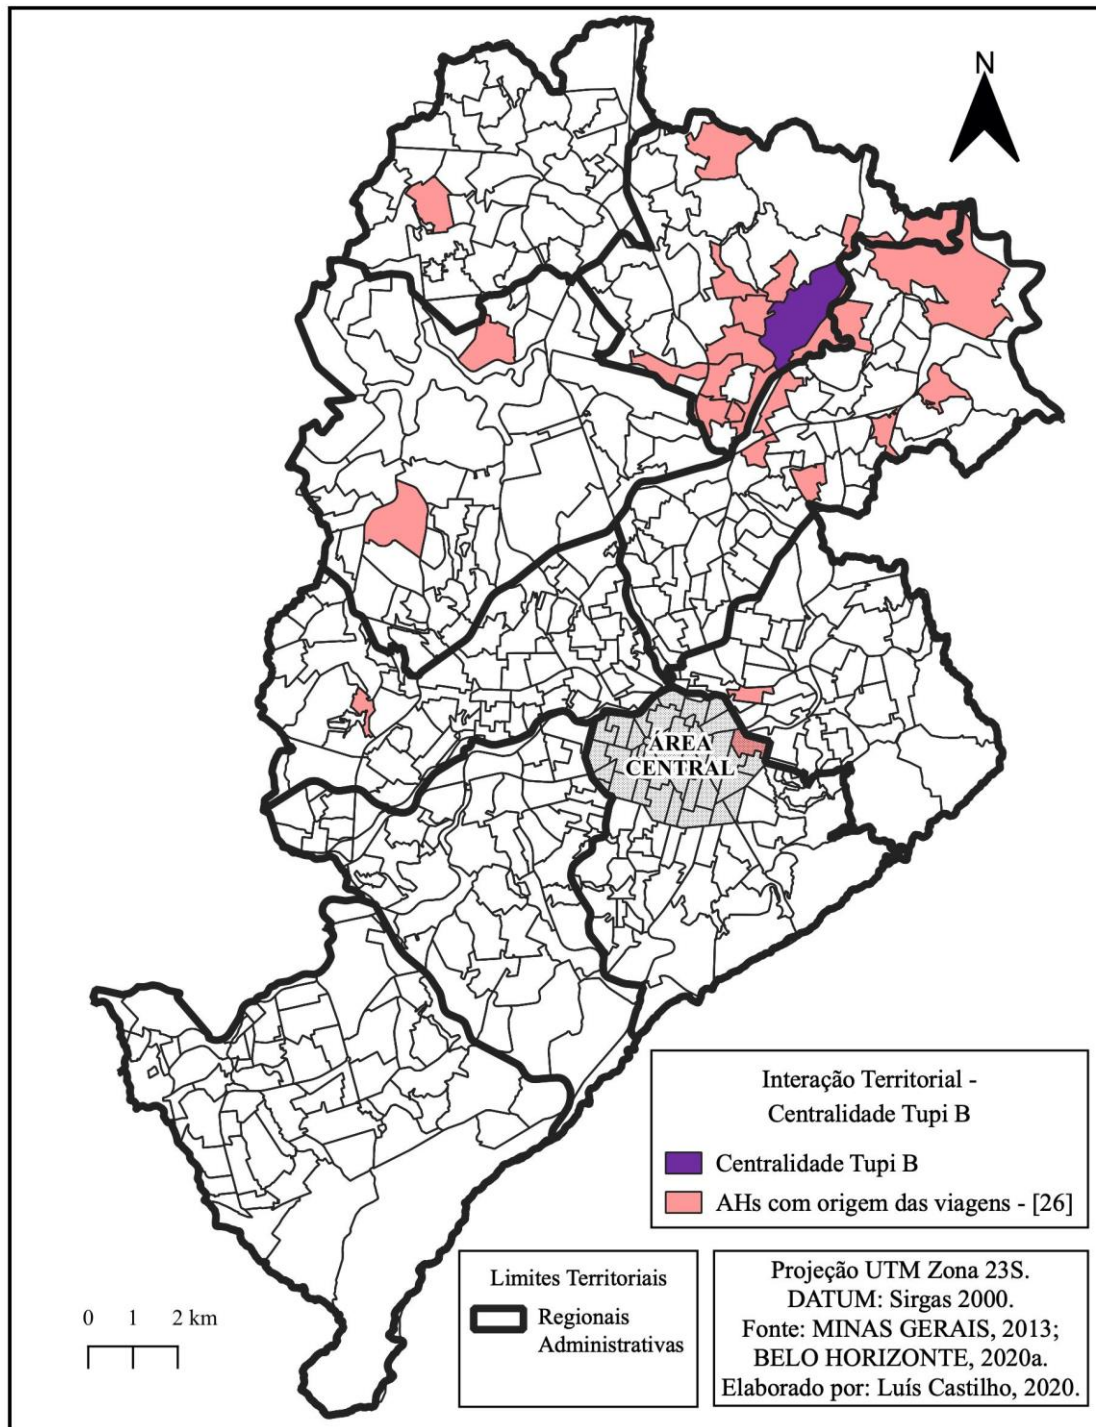 N
ÁREA
CENTRAL
Interação Territorial -
Centralidade Tupi B
Centralidade Tupi B
AHs com origem das viagens - [26]
Limites Territoriais
Regionais
Administrativas
Projeção UTM Zona 23S.
DATUM: Sirgas 2000.
Fonte: MINAS GERAIS, 2013;
BELO HORIZONTE, 2020a.
Elaborado por: Luís Castilho, 2020.
0 1 2 km